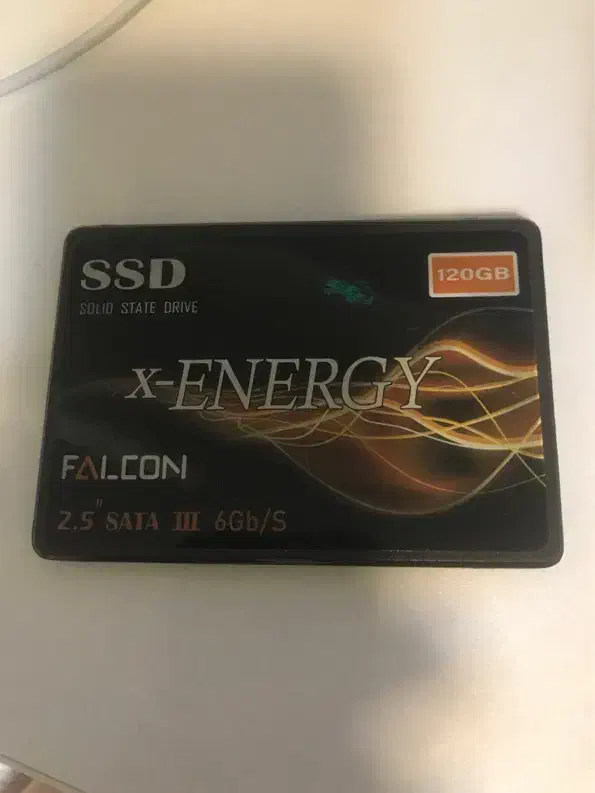 SSD
120GB
SOLID STATE DRIVE
x-ENERGY
FALCON
2.5" SATA III 6Gb/S